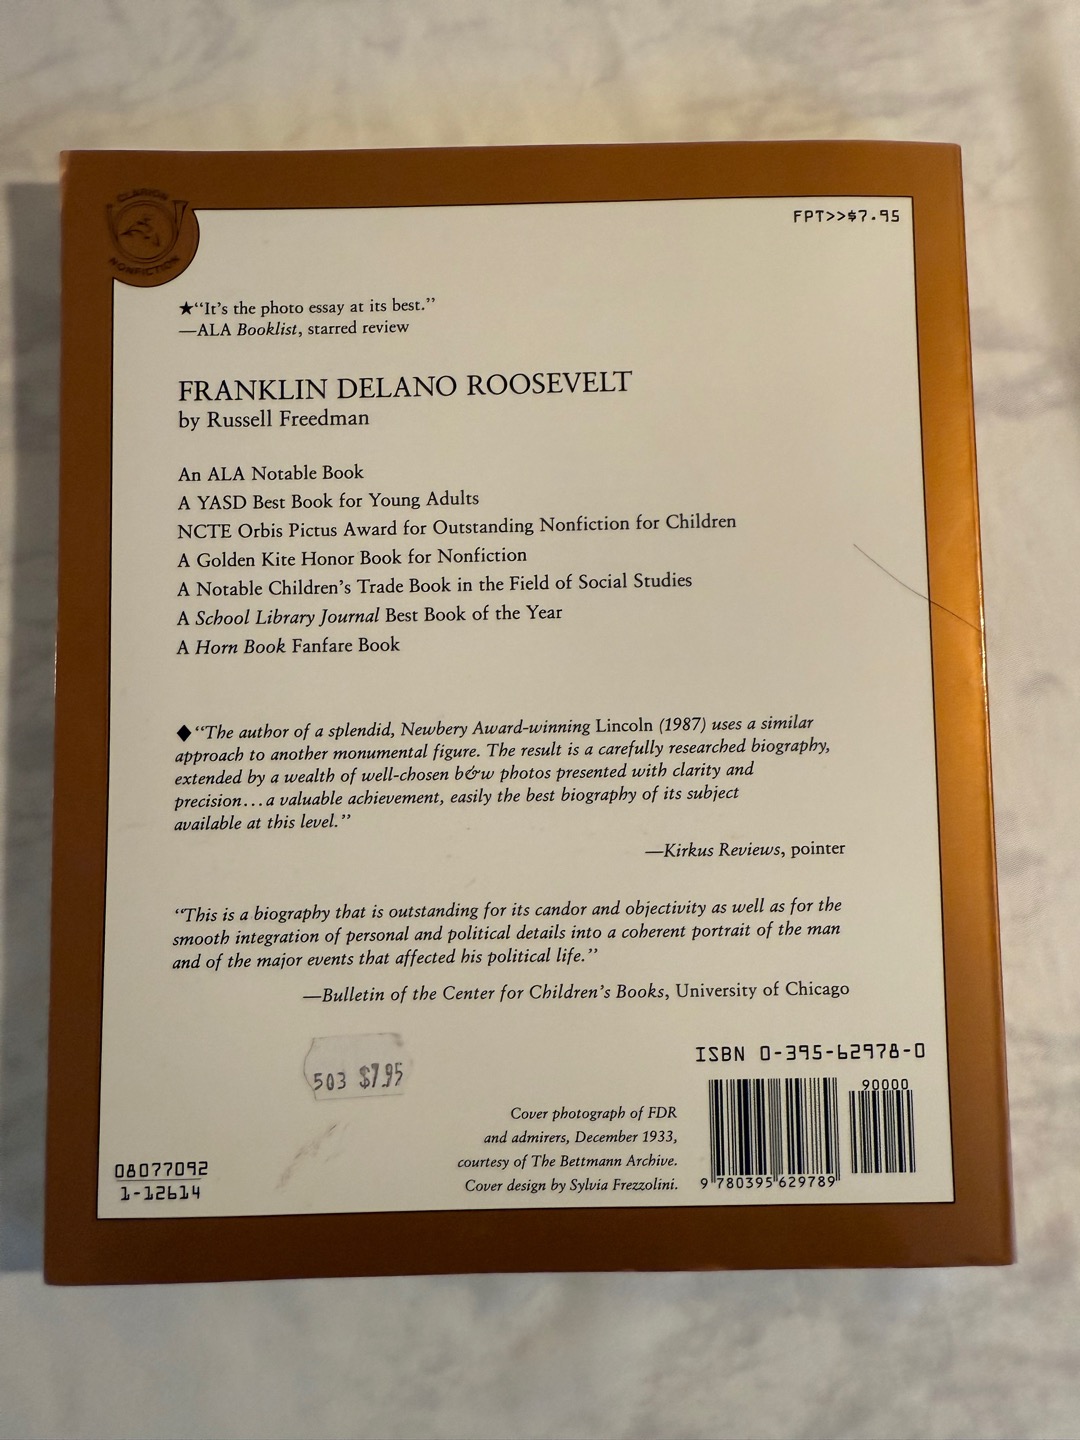 CLARION
NONFICTION
FPT>>$7.95
★“It’s the photo essay at its best.”
—ALA Booklist, starred review
FRANKLIN DELANO ROOSEVELT
by Russell Freedman
An ALA Notable Book
A YASD Best Book for Young Adults
NCTE Orbis Pictus Award for Outstanding Nonfiction for Children
A Golden Kite Honor Book for Nonfiction
A Notable Children’s Trade Book in the Field of Social Studies
A School Library Journal Best Book of the Year
A Horn Book Fanfare Book
◆“The author of a splendid, Newbery Award-winning Lincoln (1987) uses a similar
approach to another monumental figure. The result is a carefully researched biography,
extended by a wealth of well-chosen b&w photos presented with clarity and
precision...a valuable achievement, easily the best biography of its subject
available at this level.”
—Kirkus Reviews, pointer
“This is a biography that is outstanding for its candor and objectivity as well as for the
smooth integration of personal and political details into a coherent portrait of the man
and of the major events that affected his political life.”
—Bulletin of the Center for Children’s Books, University of Chicago
503 $7.95
Cover photograph of FDR
and admirers, December 1933,
courtesy of The Bettmann Archive.
Cover design by Sylvia Frezzolini.
08077092
1-12614
ISBN 0-395-62978-0
90000
9 780395 629789